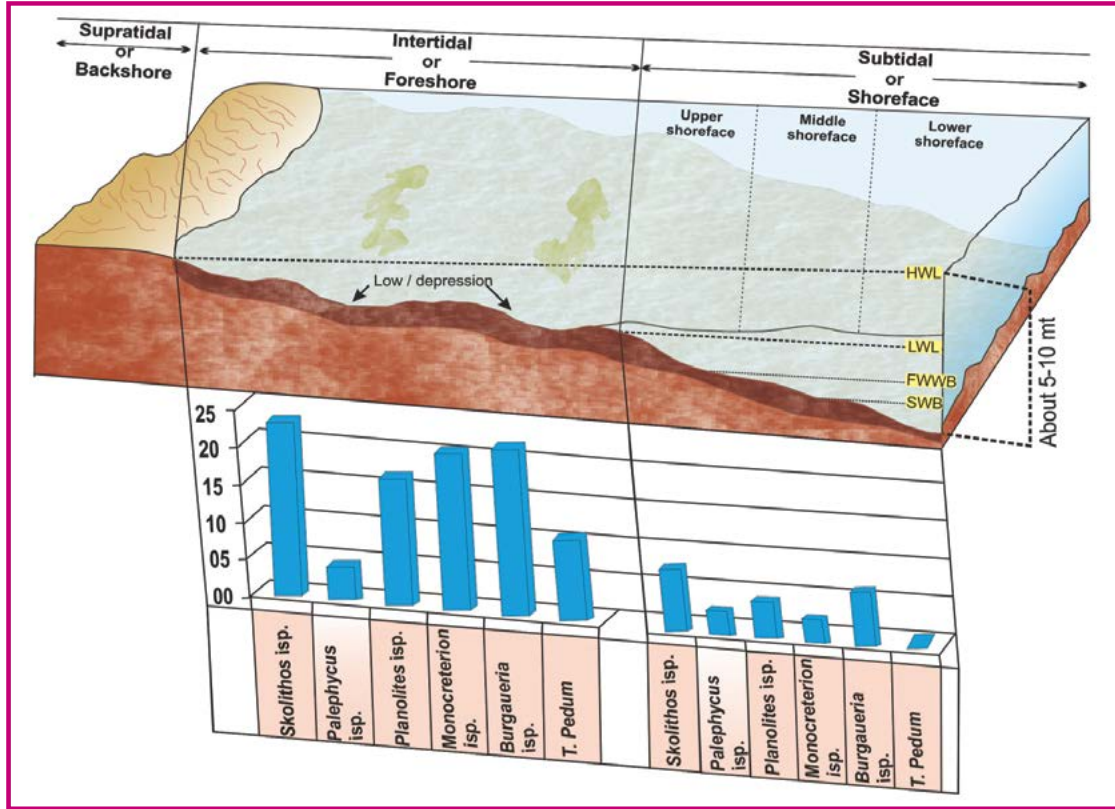 Supratidal
or
Backshore
Intertidal
or
Foreshore
Subtidal
or
Shoreface
Upper
shoreface
Middle
shoreface
Lower
shoreface
HWL
Low / depression
LWL
FWWB
SWB
About 5-10 mt
25
20
15
10
05
00
Skolithos isp.
Palephycus
isp.
Planolites isp.
Monocreterion
isp.
Burgaueria
isp.
T. Pedum
Skolithos isp.
Palephycus
isp.
Planolites isp.
Monocreterion
isp.
Burgaueria
isp.
T. Pedum